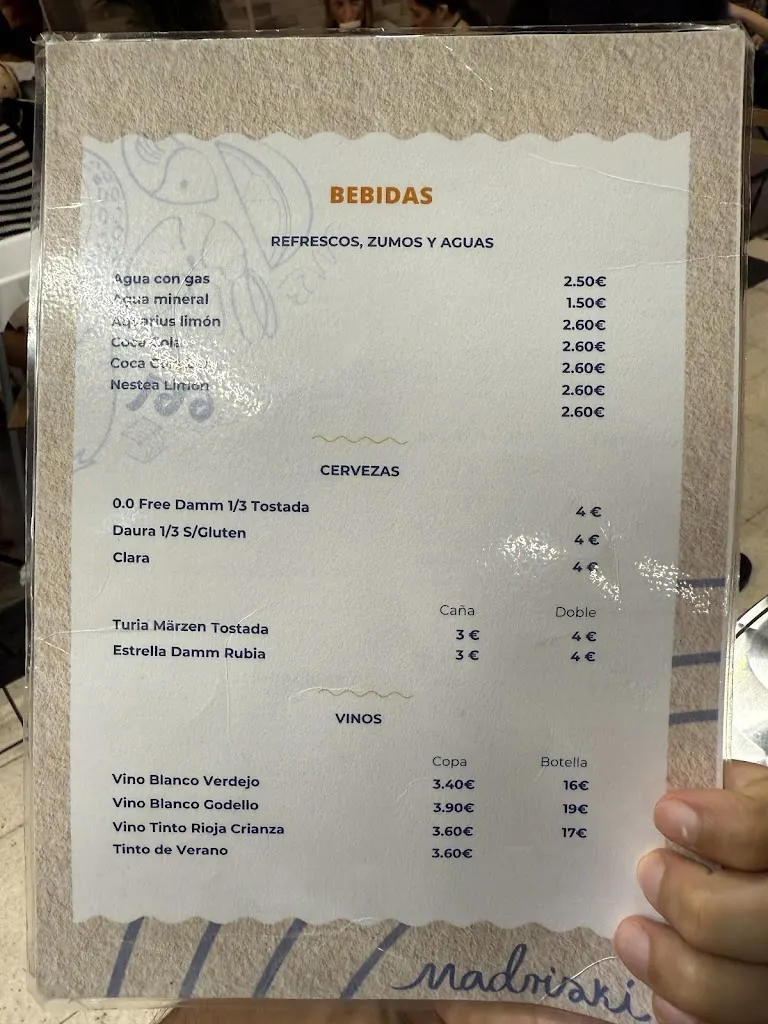 BEBIDAS
REFRESCOS, ZUMOS Y AGUAS
Agua con gas 2.50€
Agua mineral 1.50€
Aquarius limón 2.60€
Coca Cola 2.60€
Coca 2.60€
Nestea Limón 2.60€
2.60€
CERVEZAS
0.0 Free Damm 1/3 Tostada 4 €
Daura 1/3 S/Gluten 4 €
Clara 4 €
Caña Doble
Turia Märzen Tostada 3 € 4 €
Estrella Damm Rubia 3 € 4 €
VINOS
Copa Botella
Vino Blanco Verdejo 3.40€ 16€
Vino Blanco Godello 3.90€ 19€
Vino Tinto Rioja Crianza 3.60€ 17€
Tinto de Verano 3.60€
Madriski